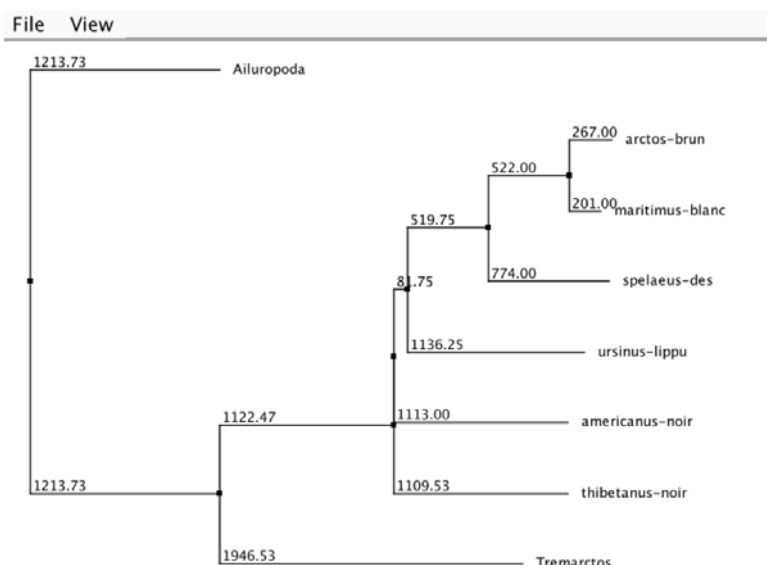 File View
1213.73 Ailuropoda
267.00 arctos-brun
522.00
201.00 maritimus-blanc
519.75
774.00 spelaeus-des
81.75
1136.25 ursinus-lippu
1122.47 1113.00 americanus-noir
1213.73 1109.53 thibetanus-noir
1946.53 Tremarctos